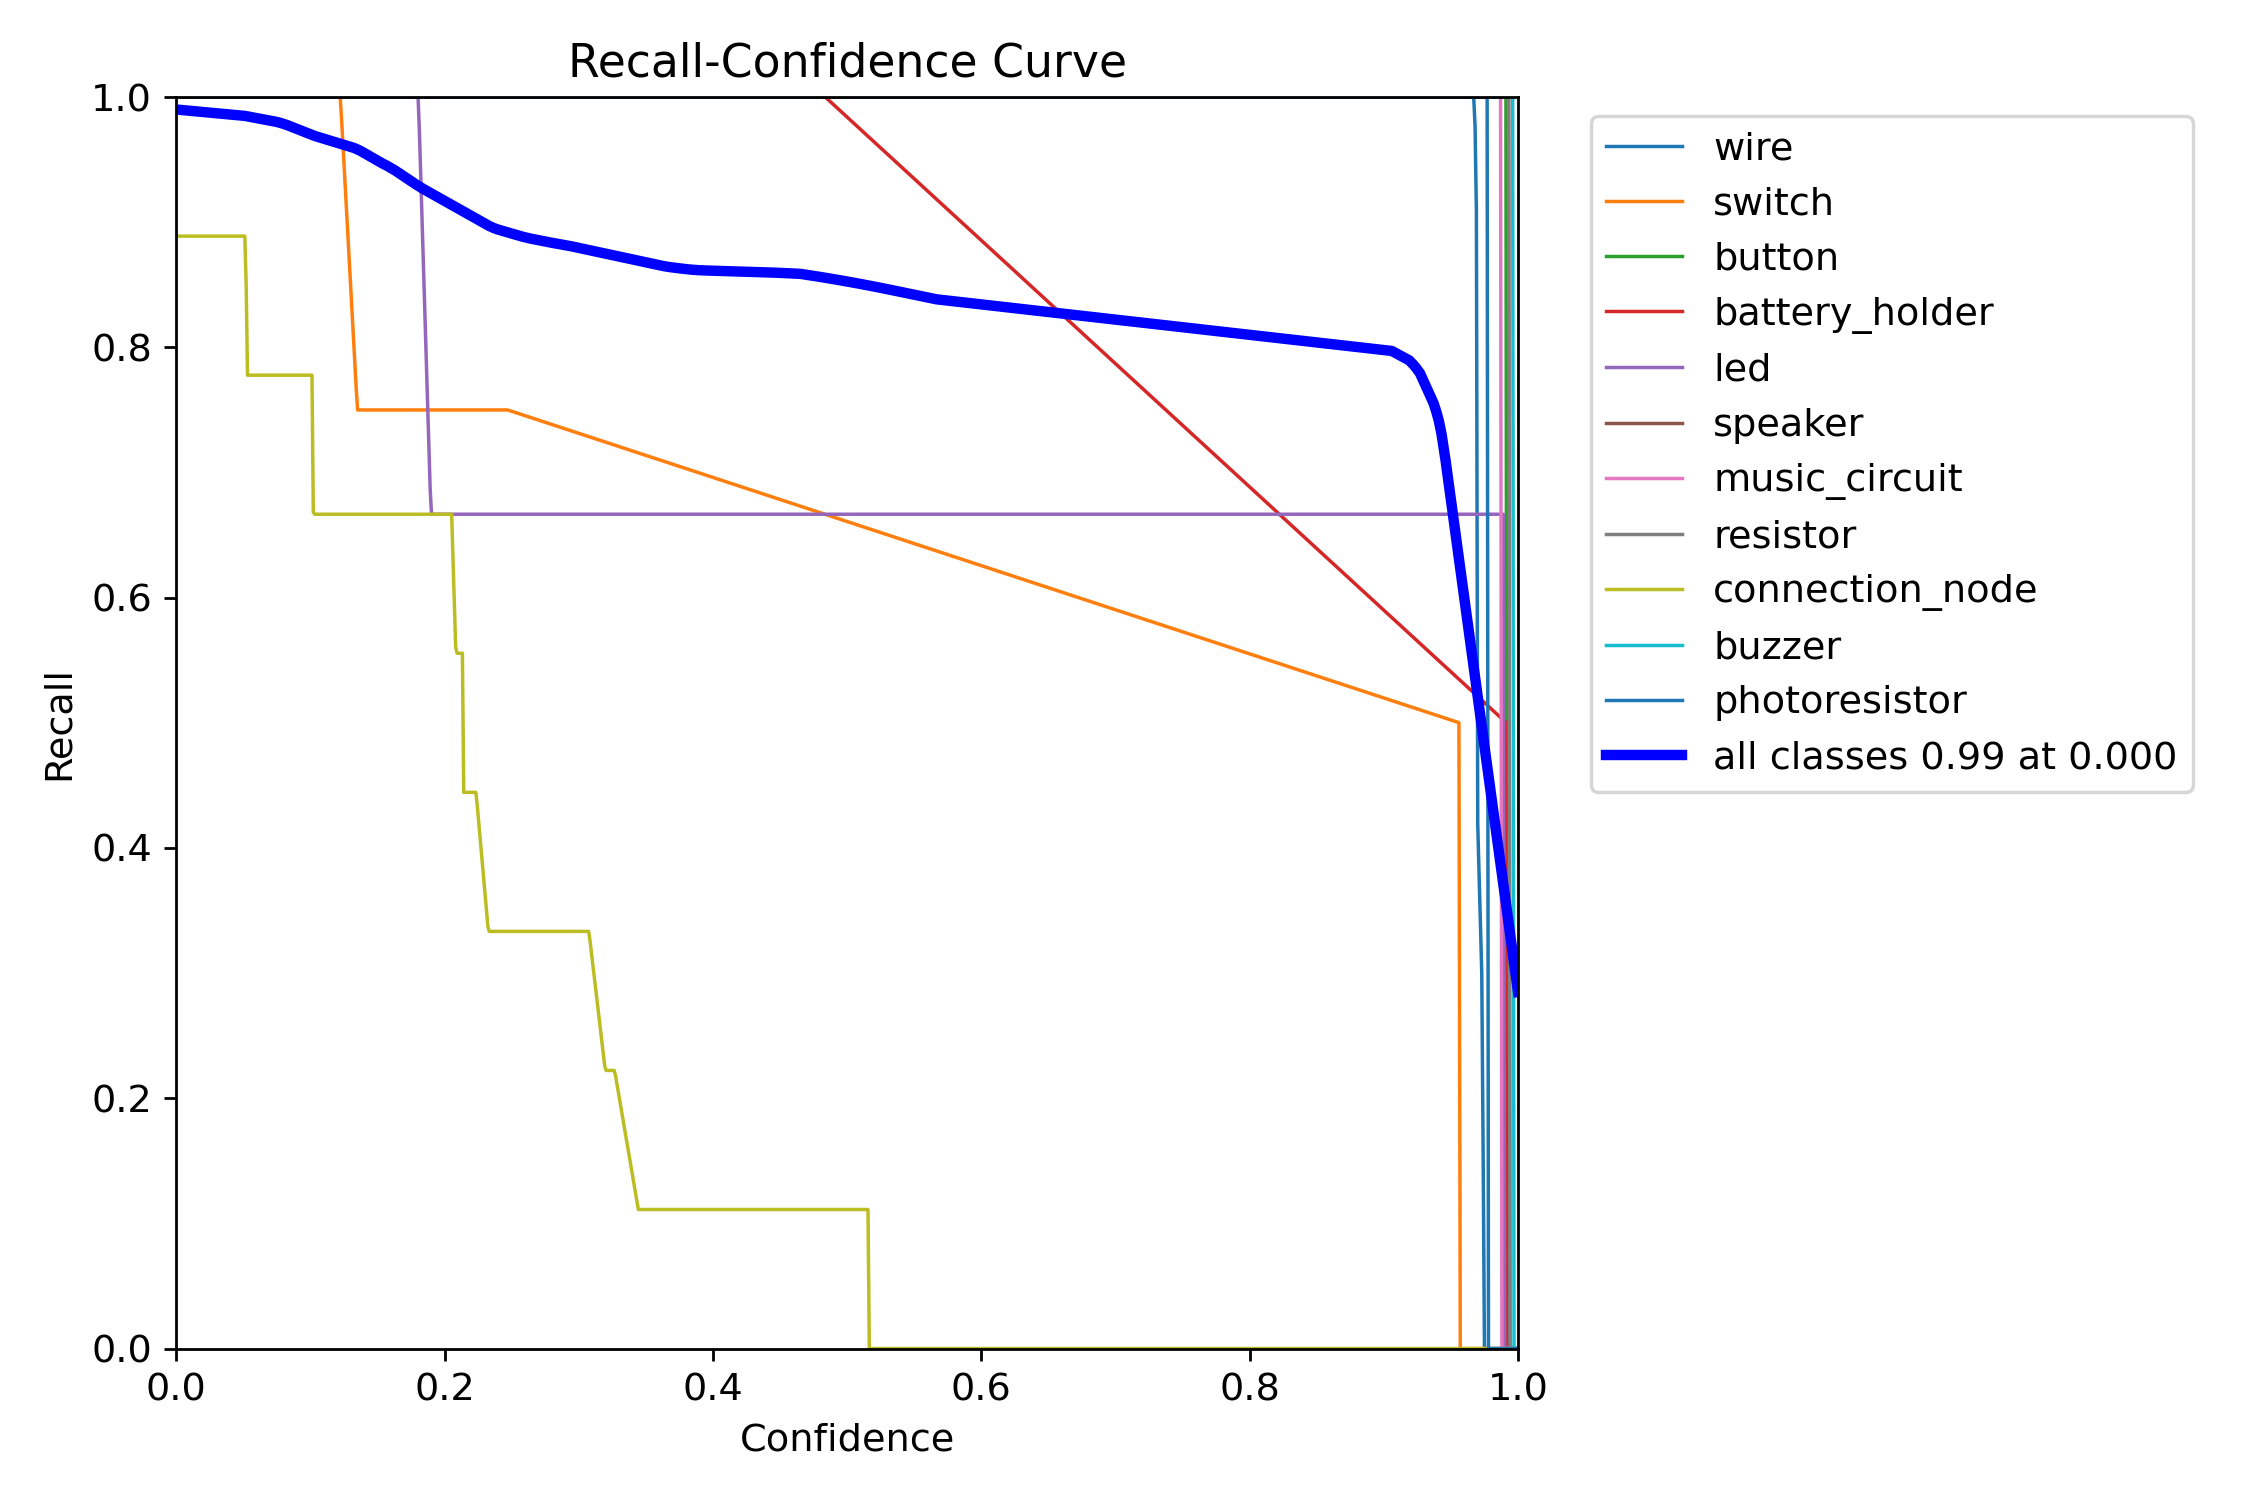 Recall-Confidence Curve
1.0
0.8
0.6
0.4
0.2
0.0
Recall
0.0 0.2 0.4 0.6 0.8 1.0
Confidence
wire
switch
button
battery_holder
led
speaker
music_circuit
resistor
connection_node
buzzer
photoresistor
all classes 0.99 at 0.000